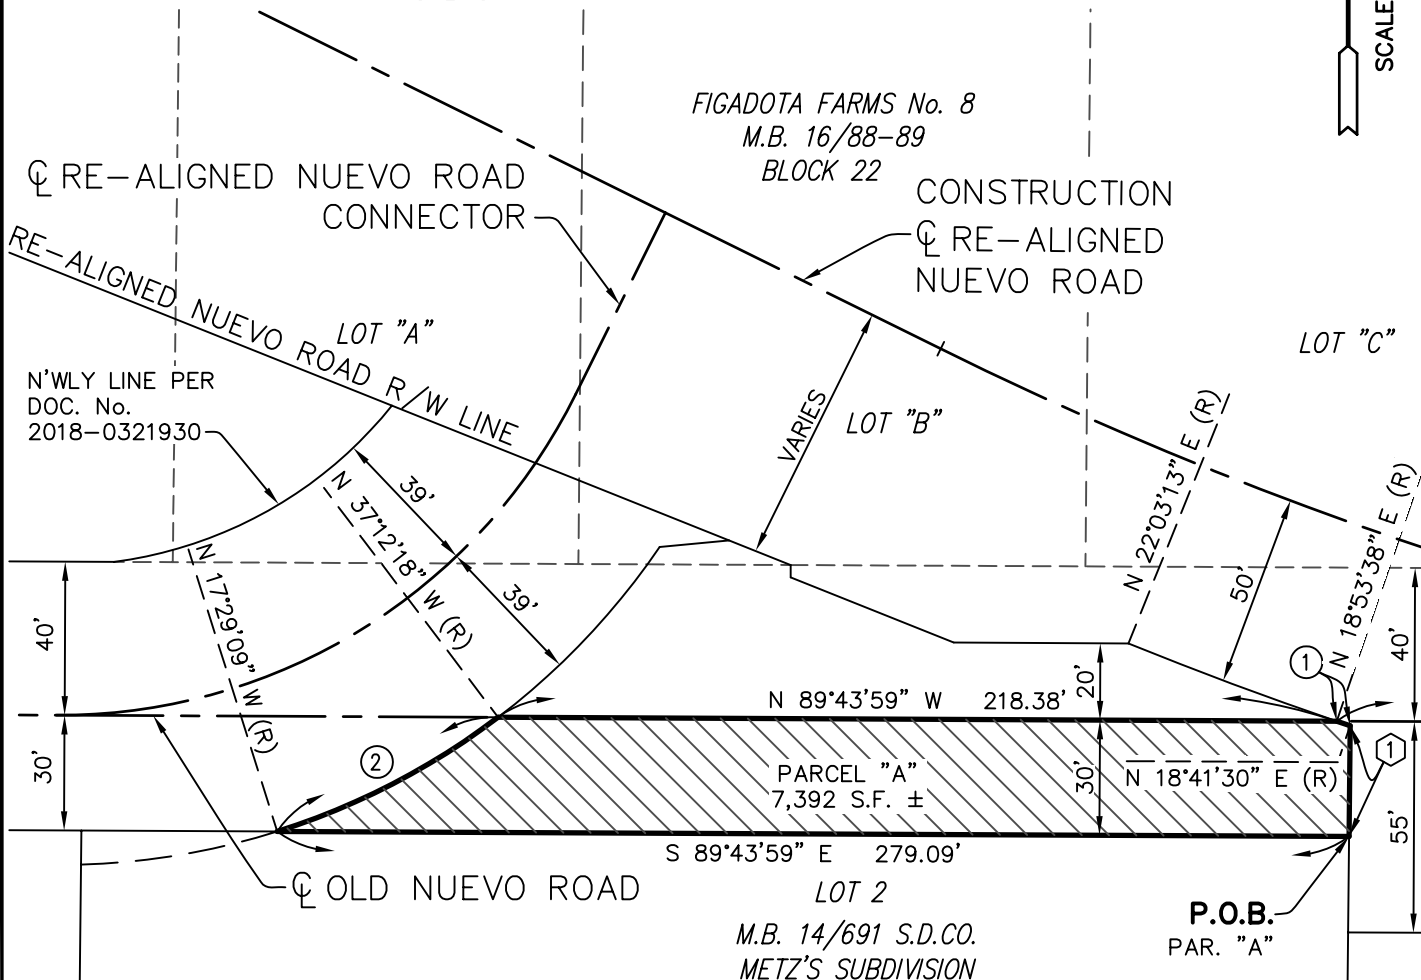 SCALE
FIGADOTA FARMS No. 8
M.B. 16/88-89
BLOCK 22
℄ RE-ALIGNED NUEVO ROAD
CONNECTOR
CONSTRUCTION
℄ RE-ALIGNED
NUEVO ROAD
RE-ALIGNED NUEVO ROAD R/W LINE
LOT "A"
LOT "C"
N'WLY LINE PER
DOC. No.
2018-0321930
VARIES
LOT "B"
N 22°03'13" E (R)
N 18°53'38" E (R)
39'
N 37°12'18" W (R)
39'
N 17°29'09" W (R)
50'
40'
40'
20'
1
N 89°43'59" W 218.38'
30'
2
PARCEL "A"
7,392 S.F. ±
30'
N 18°41'30" E (R)
1
55'
S 89°43'59" E 279.09'
℄ OLD NUEVO ROAD
LOT 2
M.B. 14/691 S.D.CO.
METZ'S SUBDIVISION
P.O.B.
PAR. "A"